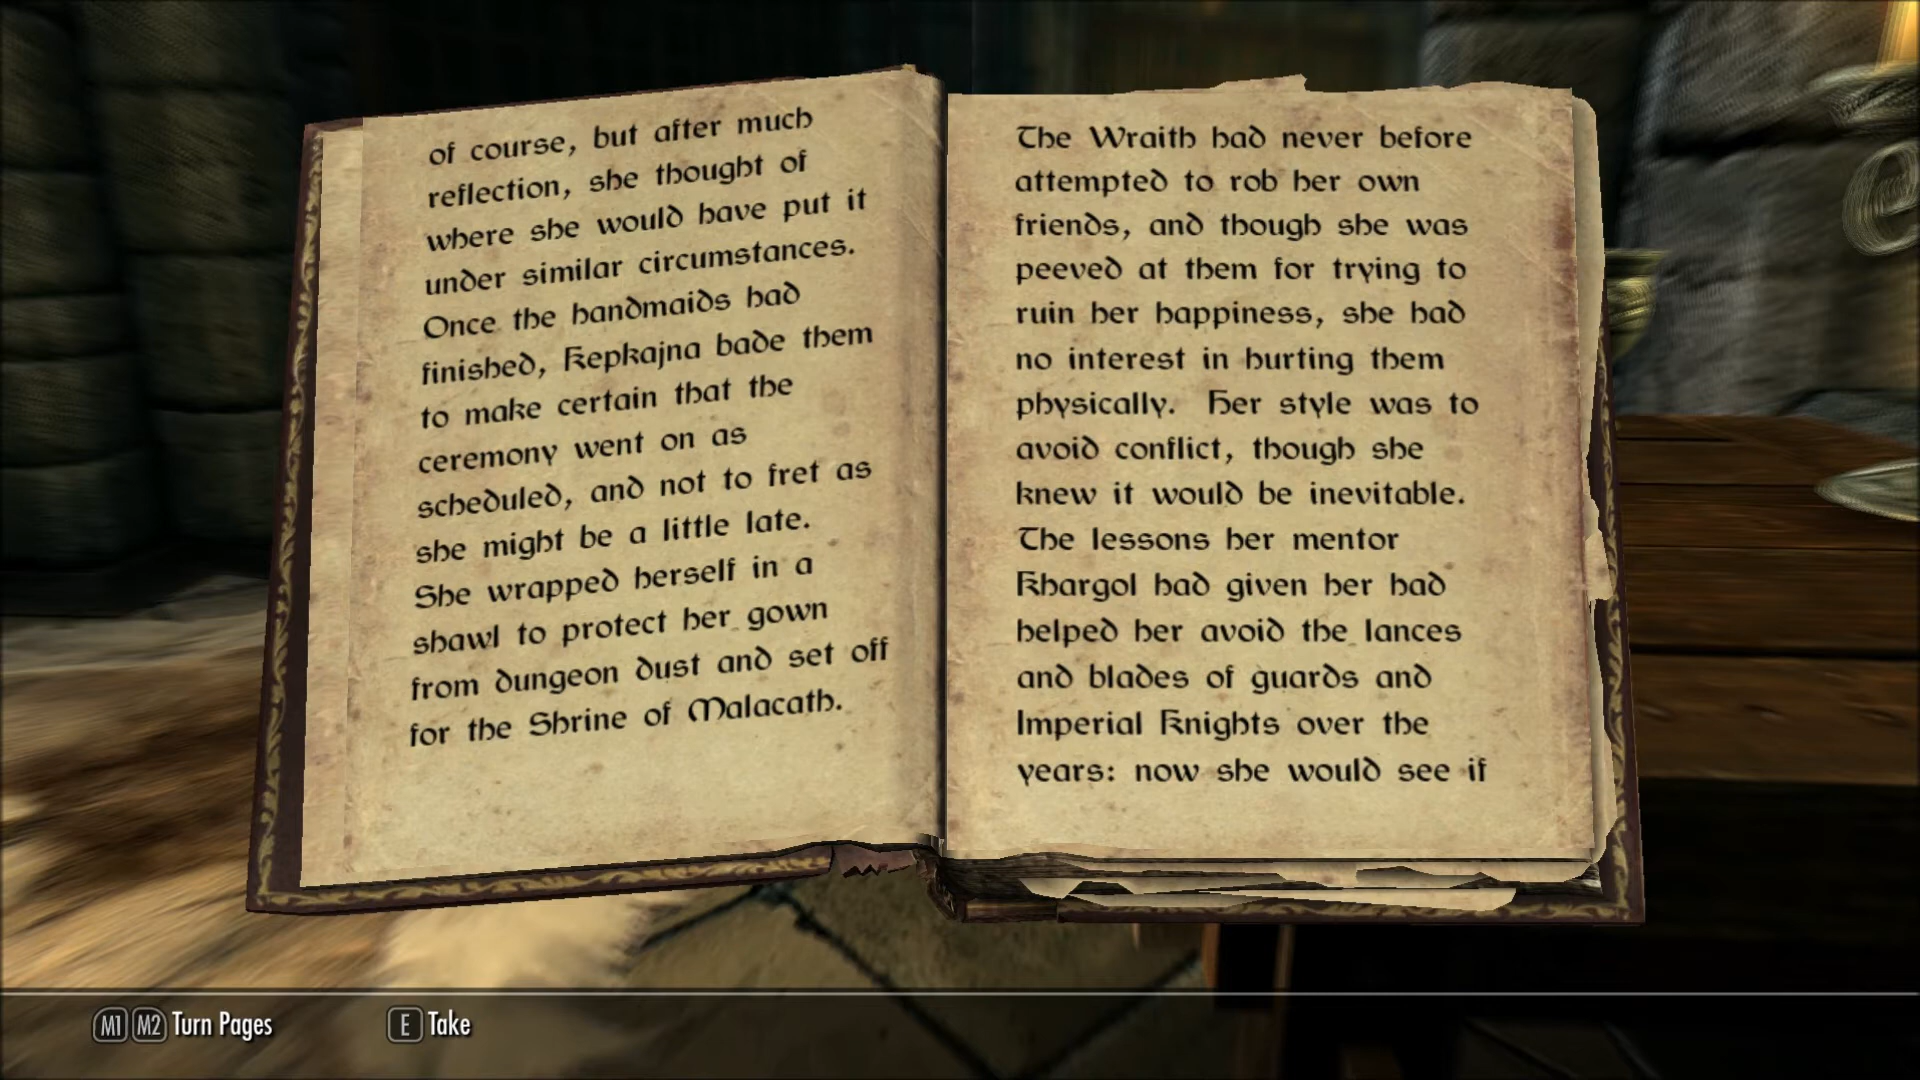 of course, but after much
reflection, she thought of
where she would have put it
under similar circumstances.
Once the handmaids had
finished, Kepkajna bade them
to make certain that the
ceremony went on as
scheduled, and not to fret as
she might be a little late.
She wrapped herself in a
shawl to protect her gown
from dungeon dust and set off
for the Shrine of Malacath.
The Wraith had never before
attempted to rob her own
friends, and though she was
peeved at them for trying to
ruin her happiness, she had
no interest in hurting them
physically. Her style was to
avoid conflict, though she
knew it would be inevitable.
The lessons her mentor
Khargol had given her had
helped her avoid the lances
and blades of guards and
Imperial Knights over the
years: now she would see if
M1 M2 Turn Pages
E Take